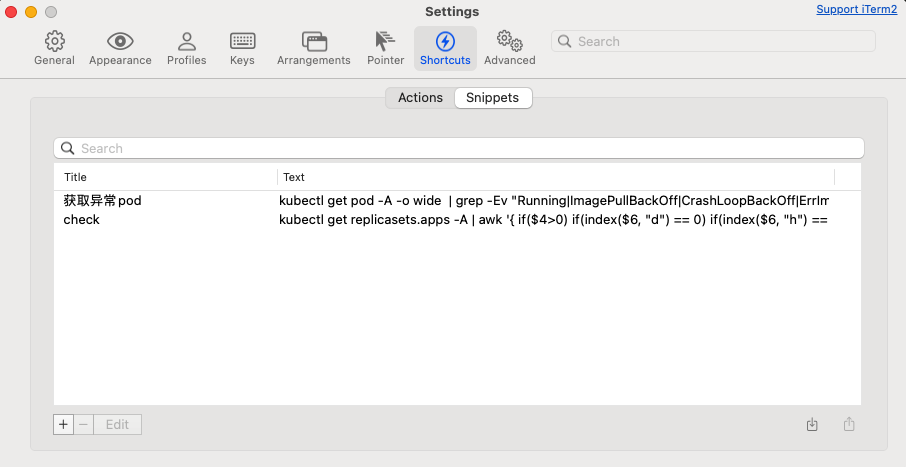 Settings
Support iTerm2
General
Appearance
Profiles
Keys
Arrangements
Pointer
Shortcuts
Advanced
Search
Actions
Snippets
Search
Title Text
获取异常pod kubectl get pod -A -o wide | grep -Ev "Running|ImagePullBackOff|CrashLoopBackOff|ErrIm
check kubectl get replicasets.apps -A | awk '{ if($4>0) if(index($6, "d") == 0) if(index($6, "h") ==
+ − Edit